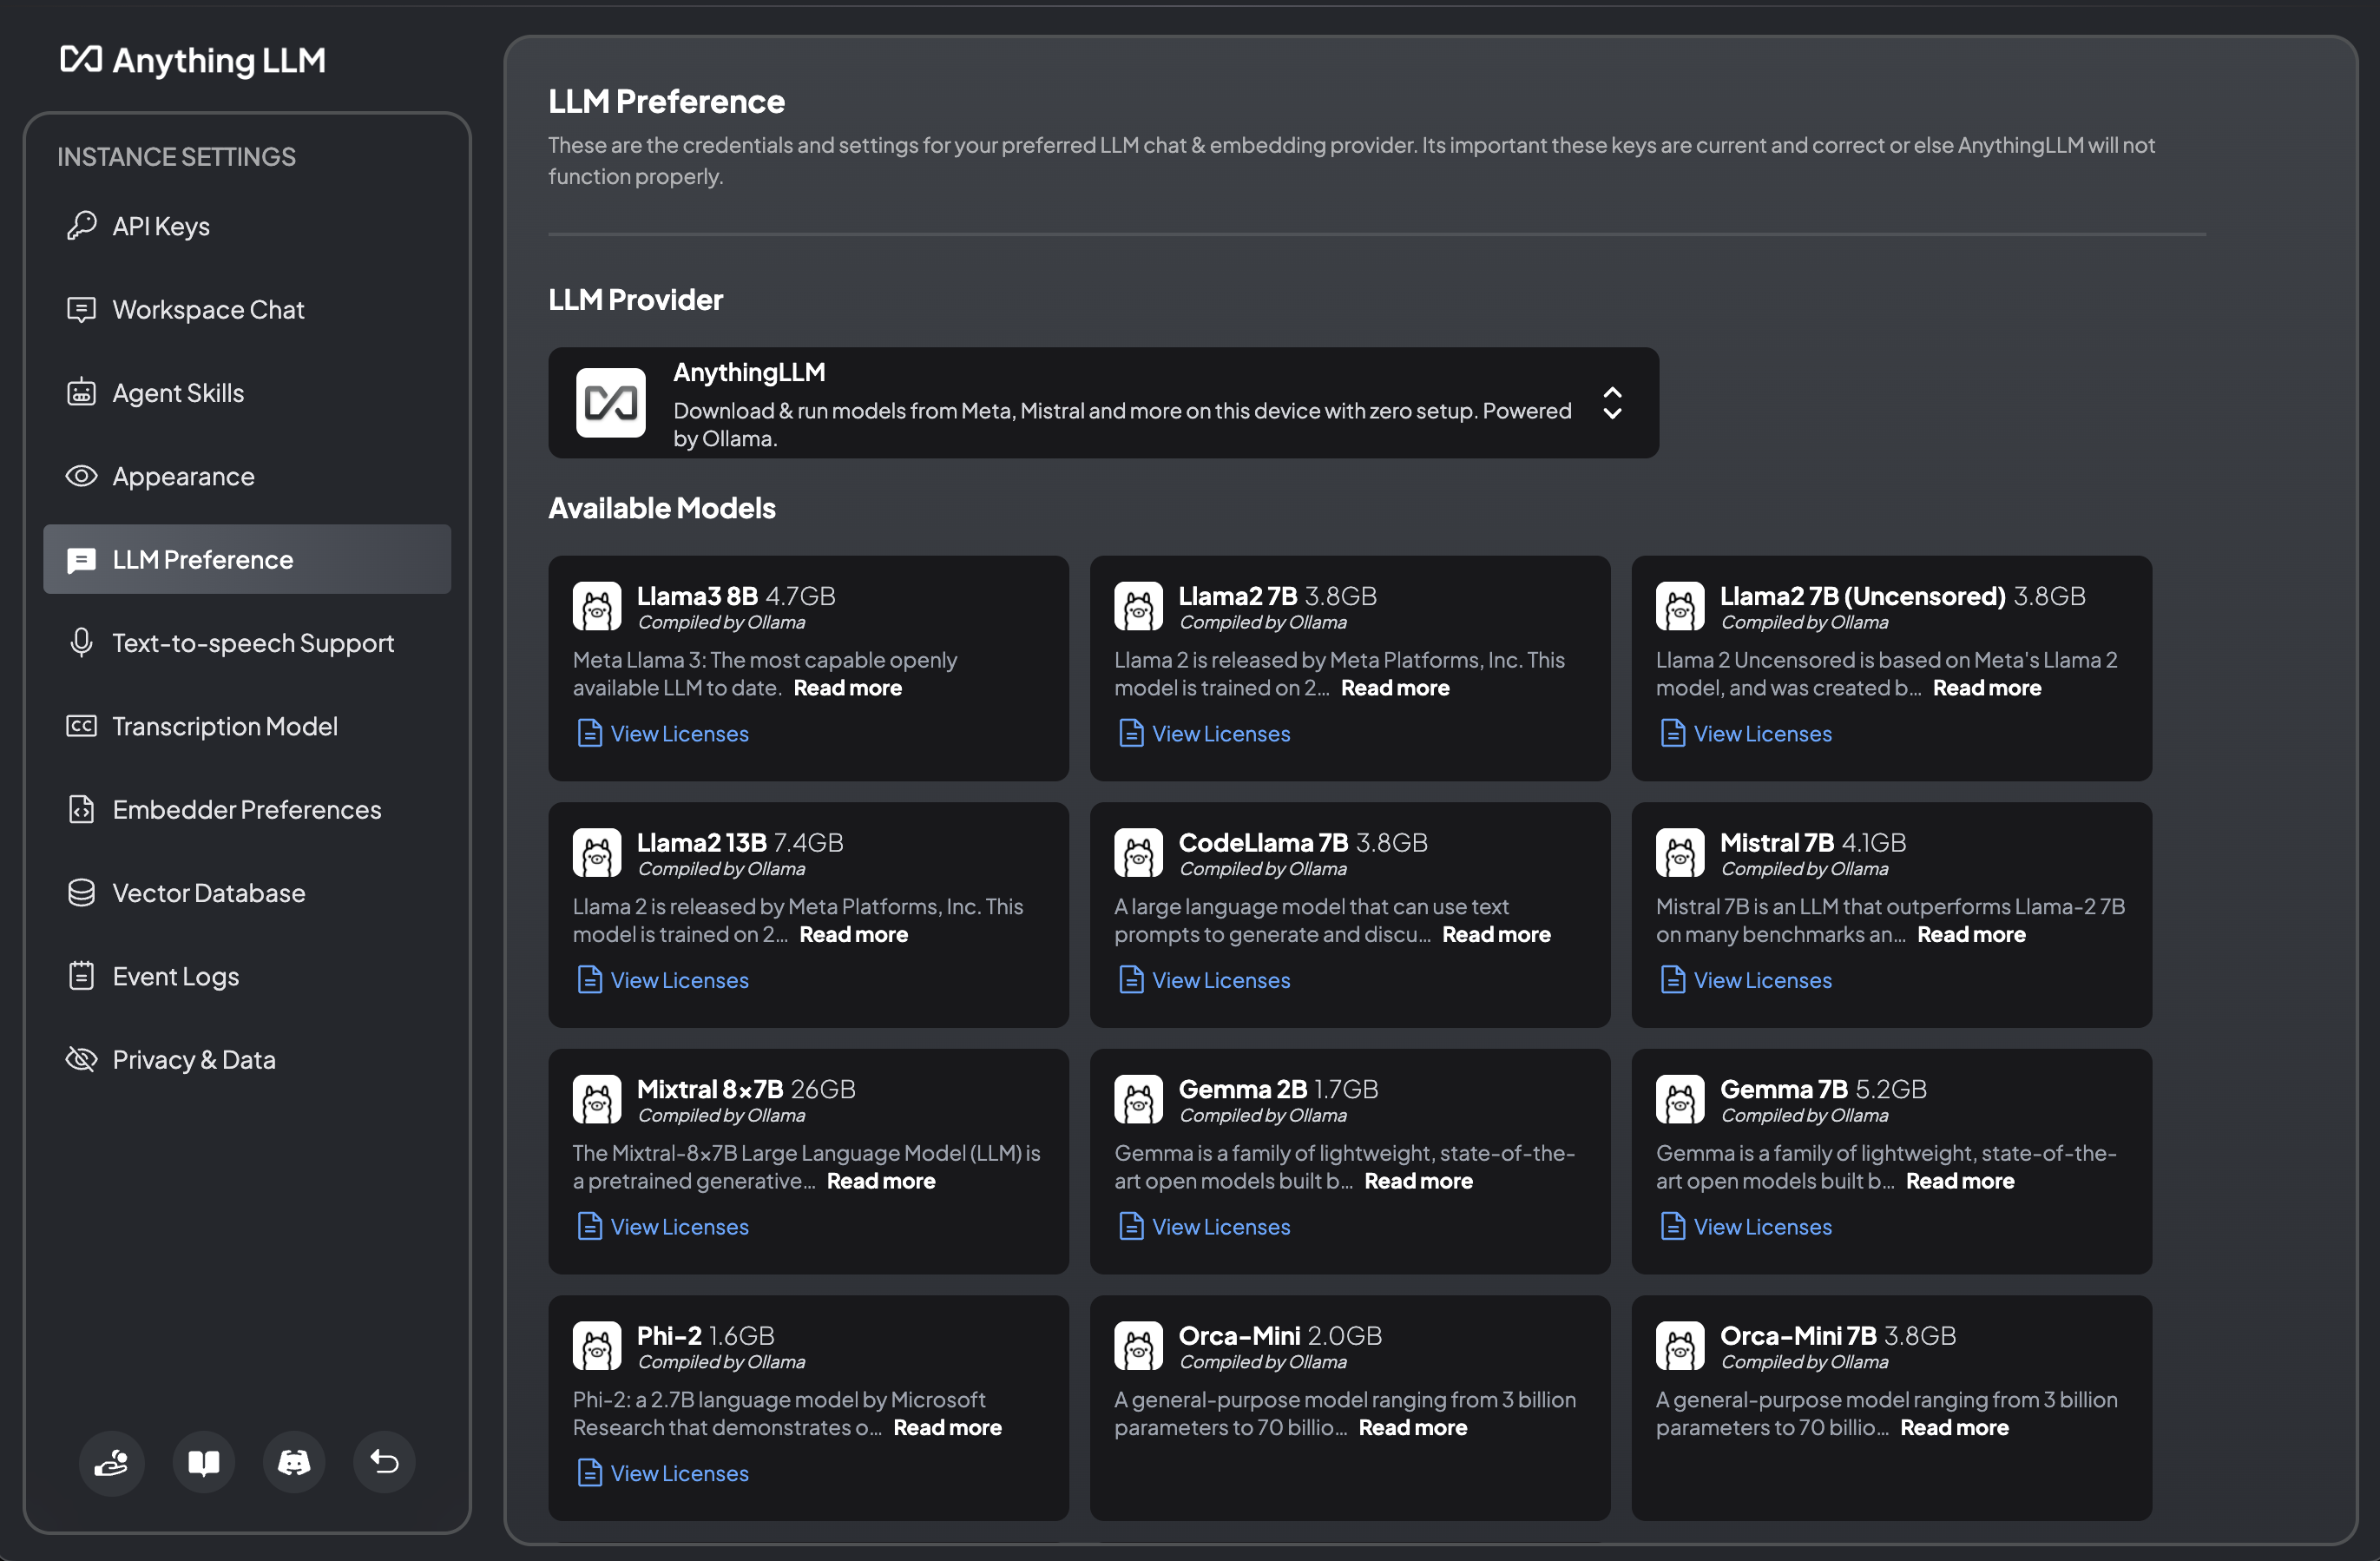 Anything LLM
INSTANCE SETTINGS
API Keys
Workspace Chat
Agent Skills
Appearance
LLM Preference
Text-to-speech Support
CC Transcription Model
Embedder Preferences
Vector Database
Event Logs
Privacy & Data
LLM Preference
These are the credentials and settings for your preferred LLM chat & embedding provider. Its important these keys are current and correct or else AnythingLLM will not
function properly.
LLM Provider
AnythingLLM
Download & run models from Meta, Mistral and more on this device with zero setup. Powered
by Ollama.
Available Models
Llama3 8B 4.7GB
Compiled by Ollama
Meta Llama 3: The most capable openly
available LLM to date. Read more
View Licenses
Llama2 7B 3.8GB
Compiled by Ollama
Llama 2 is released by Meta Platforms, Inc. This
model is trained on 2... Read more
View Licenses
Llama2 7B (Uncensored) 3.8GB
Compiled by Ollama
Llama 2 Uncensored is based on Meta's Llama 2
model, and was created b... Read more
View Licenses
Llama2 13B 7.4GB
Compiled by Ollama
Llama 2 is released by Meta Platforms, Inc. This
model is trained on 2... Read more
View Licenses
CodeLlama 7B 3.8GB
Compiled by Ollama
A large language model that can use text
prompts to generate and discu... Read more
View Licenses
Mistral 7B 4.1GB
Compiled by Ollama
Mistral 7B is an LLM that outperforms Llama-2 7B
on many benchmarks an... Read more
View Licenses
Mixtral 8x7B 26GB
Compiled by Ollama
The Mixtral-8x7B Large Language Model (LLM) is
a pretrained generative... Read more
View Licenses
Gemma 2B 1.7GB
Compiled by Ollama
Gemma is a family of lightweight, state-of-the-
art open models built b... Read more
View Licenses
Gemma 7B 5.2GB
Compiled by Ollama
Gemma is a family of lightweight, state-of-the-
art open models built b... Read more
View Licenses
Phi-2 1.6GB
Compiled by Ollama
Phi-2: a 2.7B language model by Microsoft
Research that demonstrates o... Read more
View Licenses
Orca-Mini 2.0GB
Compiled by Ollama
A general-purpose model ranging from 3 billion
parameters to 70 billio... Read more
Orca-Mini 7B 3.8GB
Compiled by Ollama
A general-purpose model ranging from 3 billion
parameters to 70 billio... Read more